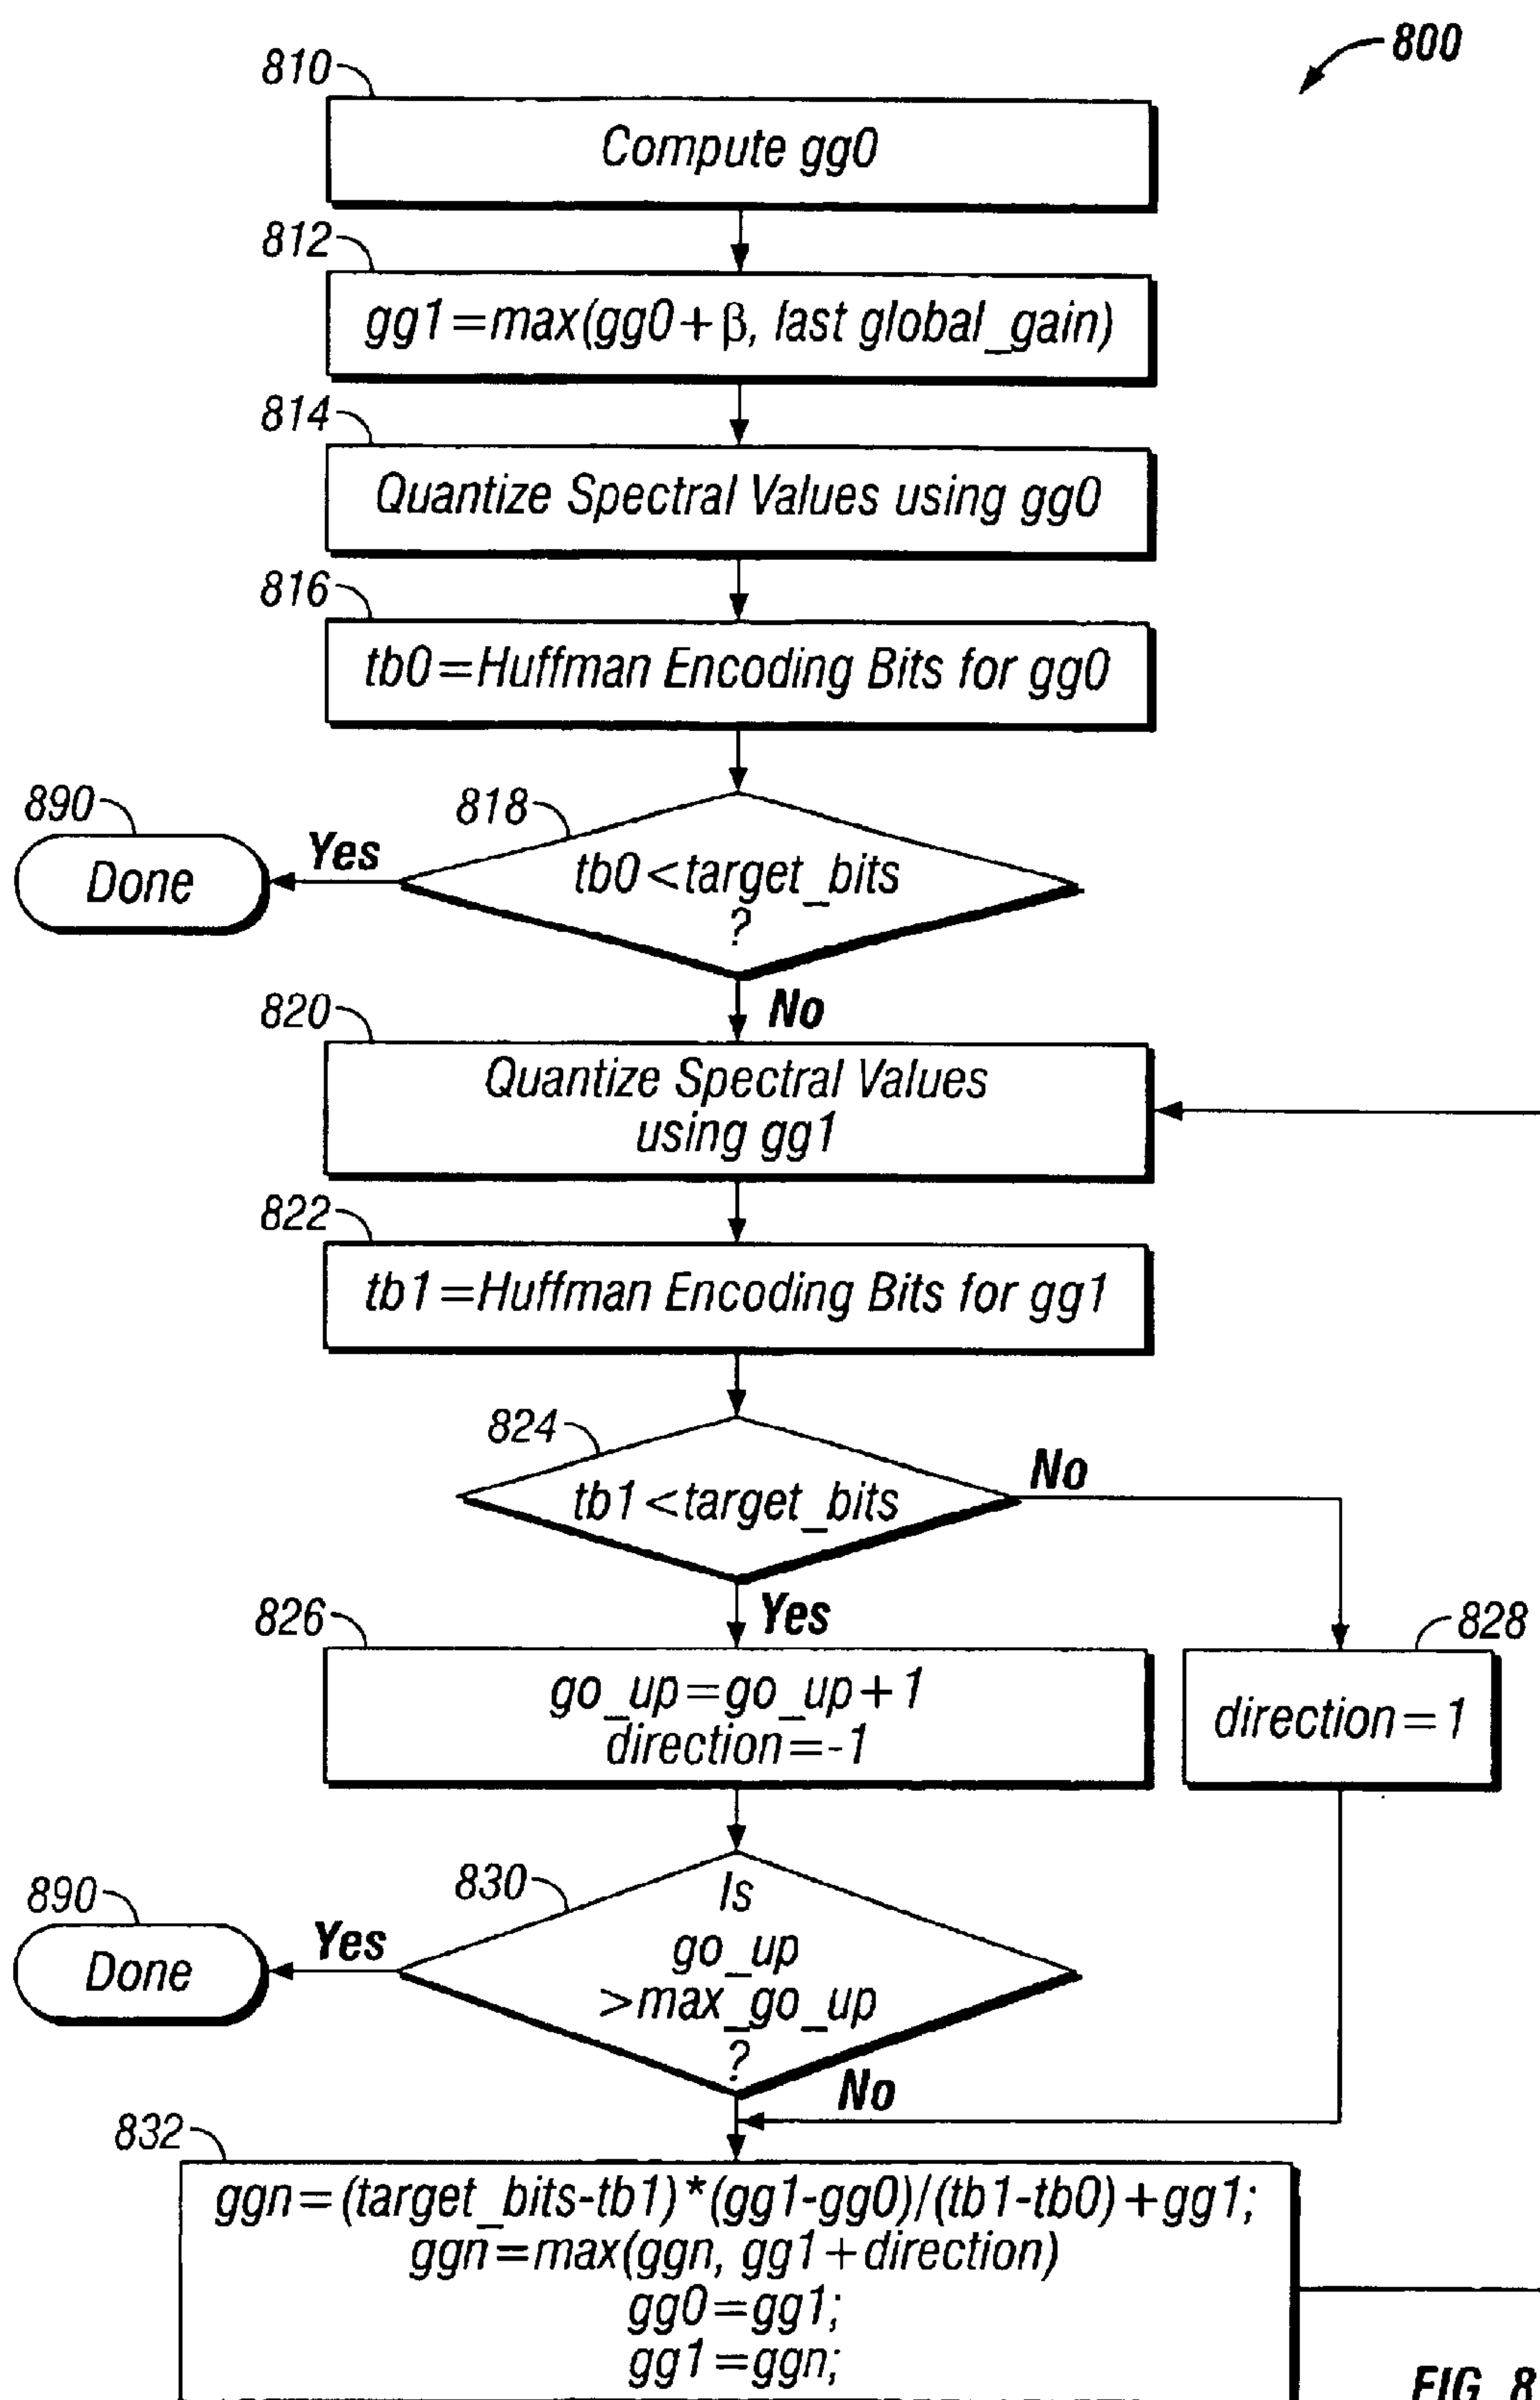 800
810
Compute gg0
812
gg1=max(gg0+β, last global_gain)
814
Quantize Spectral Values using gg0
816
tb0=Huffman Encoding Bits for gg0
890
Done
Yes
818
tb0<target_bits
?
No
820
Quantize Spectral Values
using gg1
822
tb1=Huffman Encoding Bits for gg1
824
tb1<target_bits
No
Yes
826
go_up=go_up+1
direction=-1
828
direction=1
890
Done
Yes
830
Is
go_up
>max_go_up
?
No
832
ggn=(target_bits-tb1)*(gg1-gg0)/(tb1-tb0)+gg1;
ggn=max(ggn, gg1+direction)
gg0=gg1;
gg1=ggn;
FIG. 8